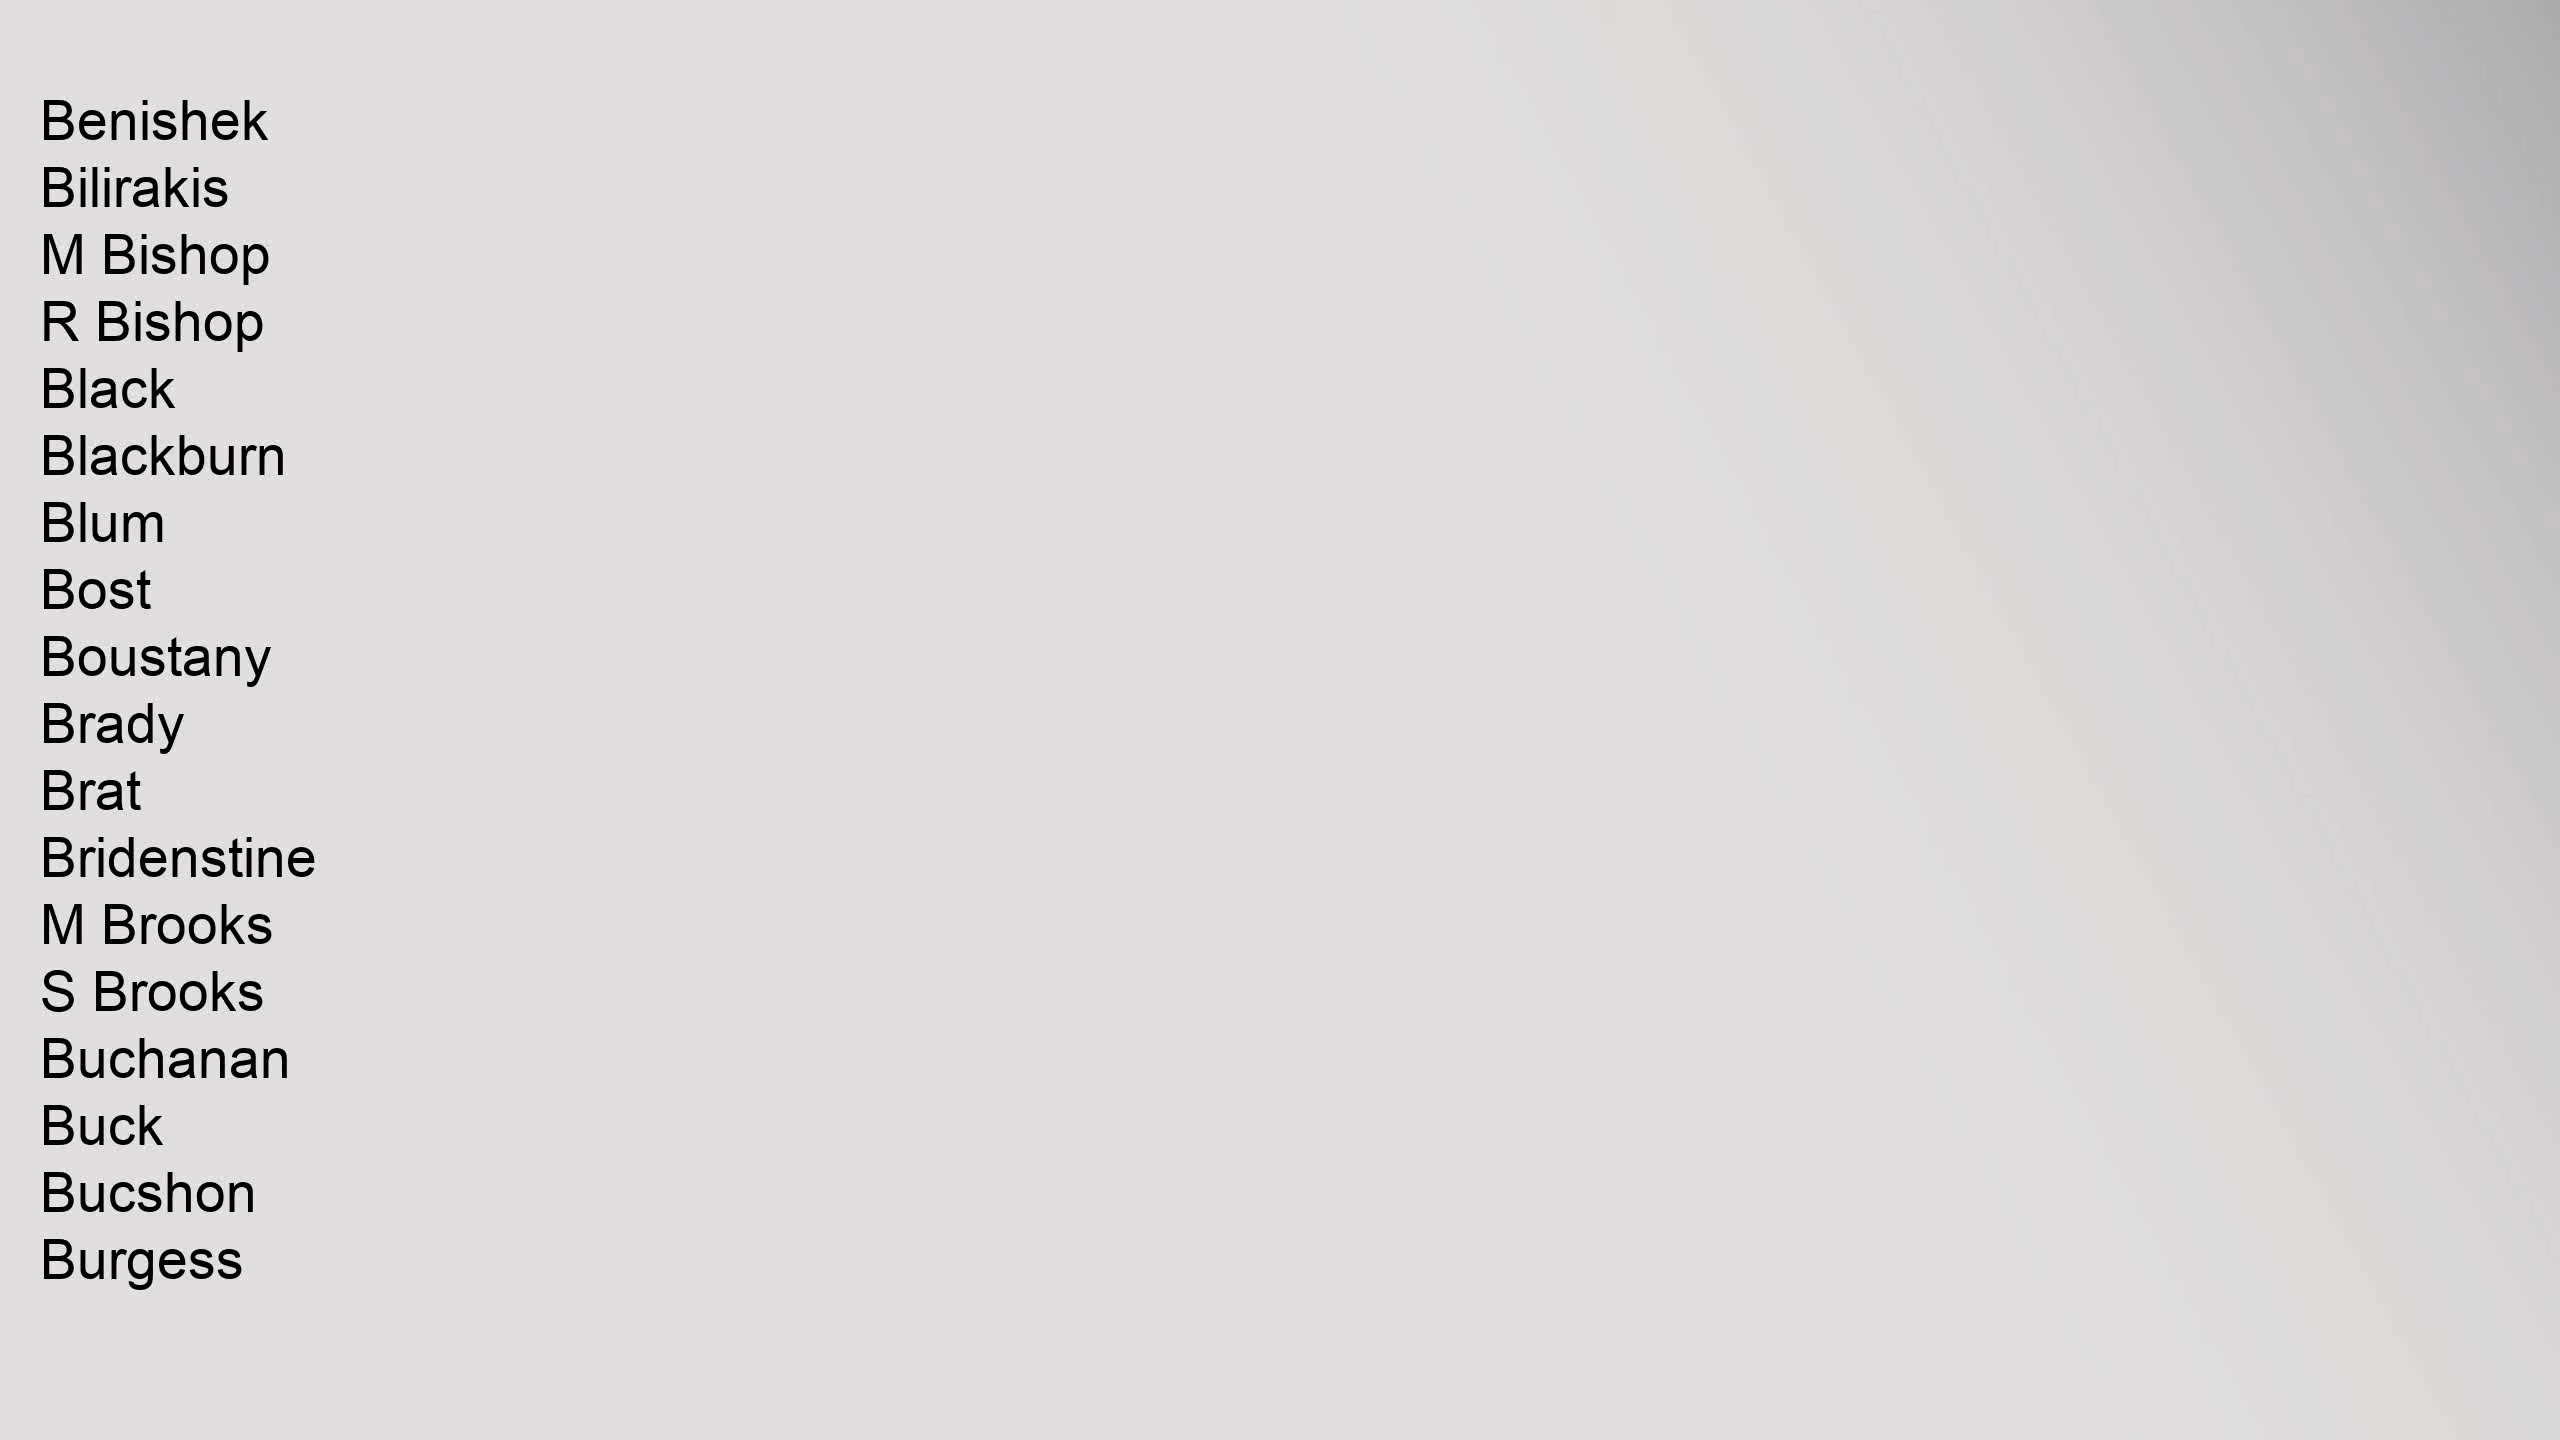 Benishek
Bilirakis
M Bishop
R Bishop
Black
Blackburn
Blum
Bost
Boustany
Brady
Brat
Bridenstine
M Brooks
S Brooks
Buchanan
Buck
Bucshon
Burgess